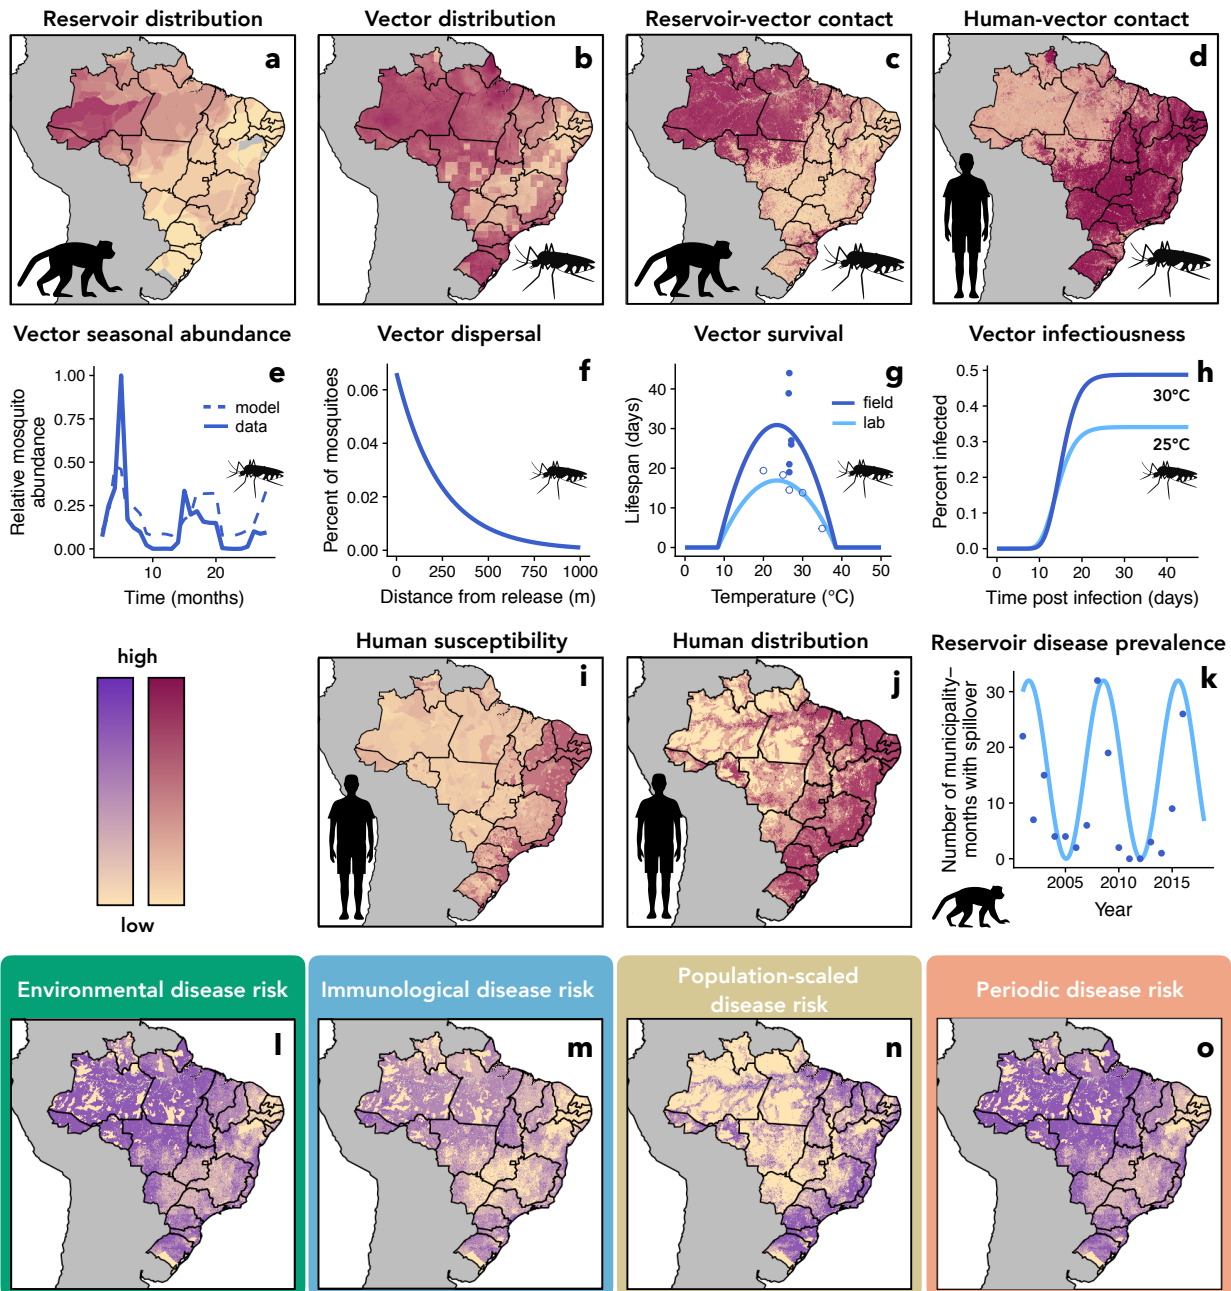 Reservoir distribution
Vector distribution
Reservoir-vector contact
Human-vector contact
a
b
c
d
Vector seasonal abundance
Vector dispersal
Vector survival
Vector infectiousness
e
Relative mosquito
abundance
1.00
0.75
0.50
0.25
0.00
model
data
10
20
Time (months)
f
Percent of mosquitoes
0.06
0.04
0.02
0.00
0
250
500
750
1000
Distance from release (m)
g
Lifespan (days)
40
30
20
10
0
field
lab
0
10
20
30
40
50
Temperature (°C)
h
Percent infected
0.5
0.4
0.3
0.2
0.1
0.0
30°C
25°C
0
10
20
30
40
Time post infection (days)
high
low
Human susceptibility
Human distribution
Reservoir disease prevalence
i
j
k
Number of municipality–
months with spillover
30
20
10
0
2005
2010
2015
Year
Environmental disease risk
Immunological disease risk
Population-scaled
disease risk
Periodic disease risk
l
m
n
o